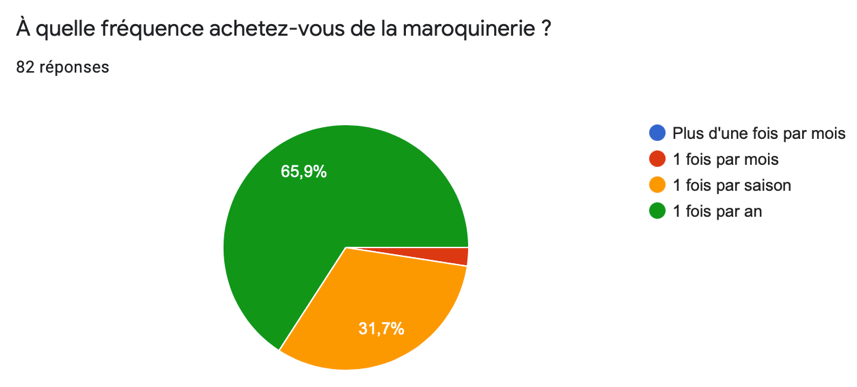 À quelle fréquence achetez-vous de la maroquinerie ?
82 réponses
65,9%
31,7%
Plus d'une fois par mois
1 fois par mois
1 fois par saison
1 fois par an